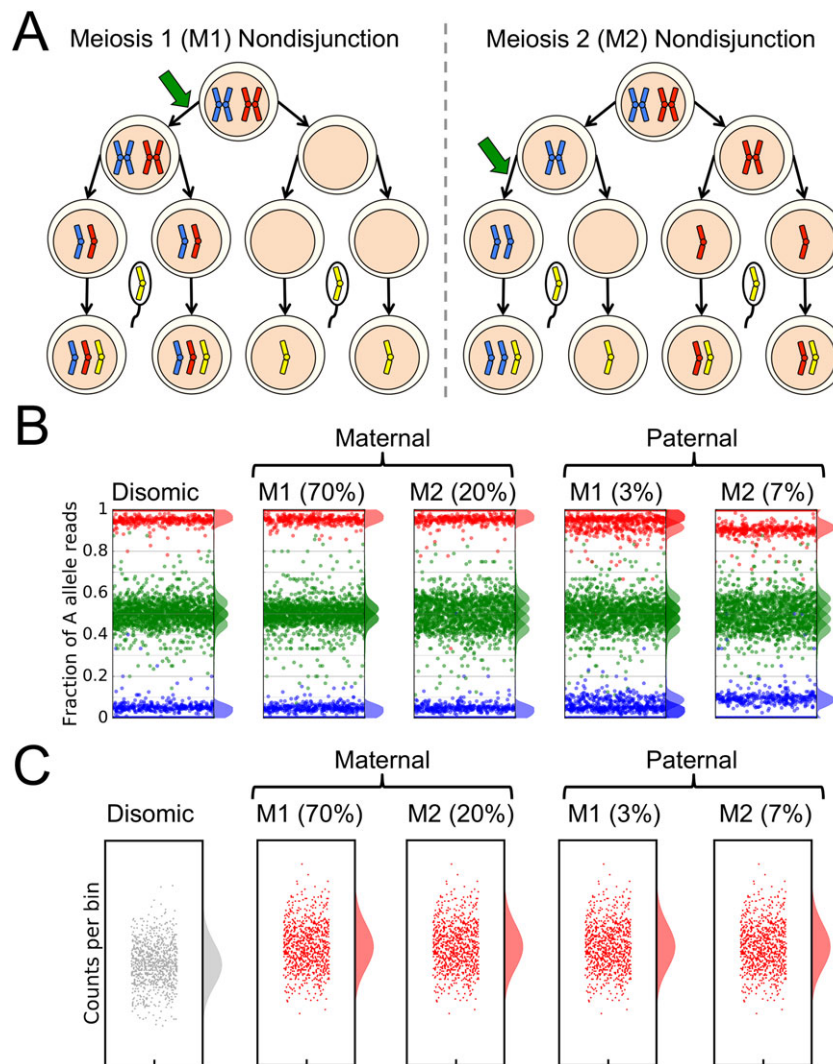 A
Meiosis 1 (M1) Nondisjunction
Meiosis 2 (M2) Nondisjunction
B
Maternal
Paternal
Disomic
M1 (70%)
M2 (20%)
M1 (3%)
M2 (7%)
Fraction of A allele reads
1
0.8
0.6
0.4
0.2
0
C
Maternal
Paternal
Disomic
M1 (70%)
M2 (20%)
M1 (3%)
M2 (7%)
Counts per bin